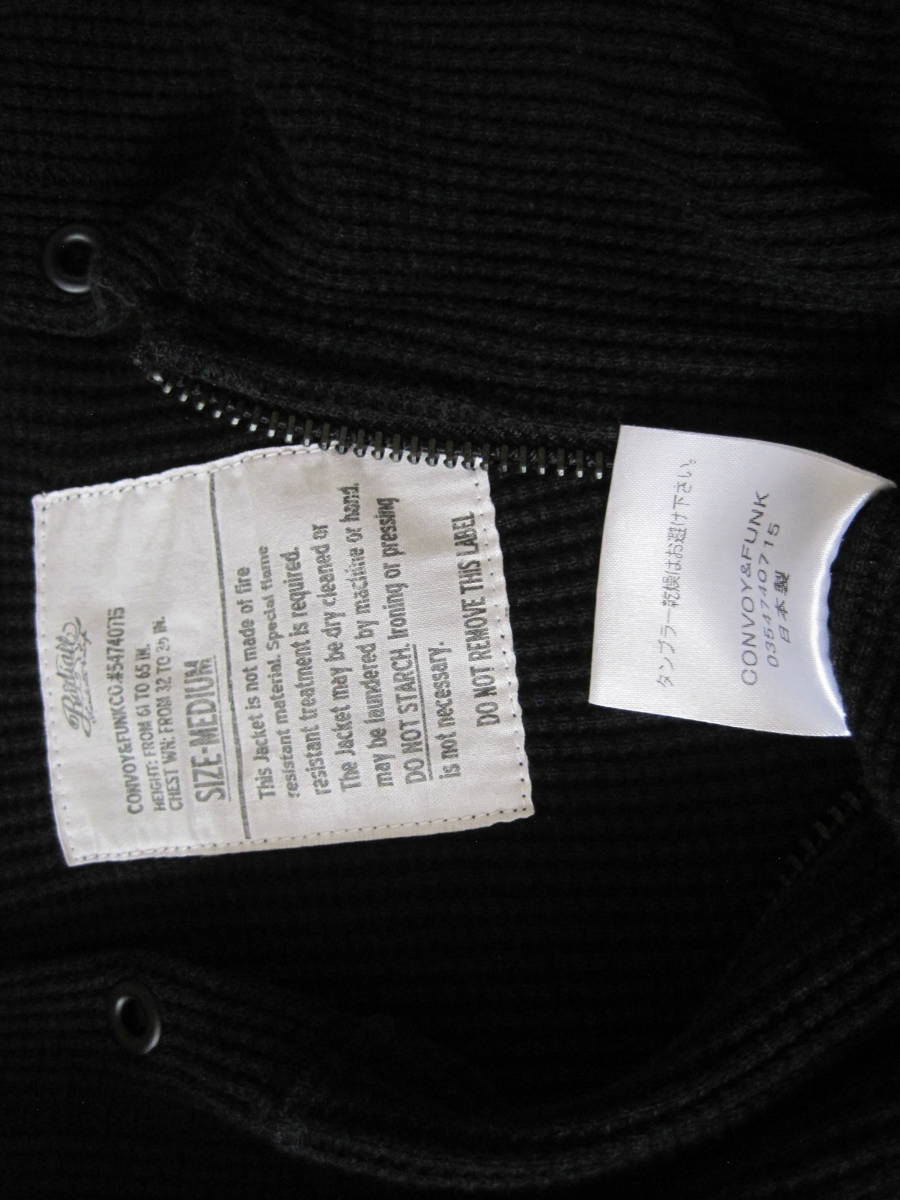 Radiall
CONVOY&FUNKCO.#54740715
HEIGHT: FROM 61 TO 65 IN.
CHEST WN: FROM 32 TO 35 IN.
SIZE-MEDIUM
This Jacket is not made of fire
resistant material. Special flame
resistant treatment is required.
The Jacket may be dry cleaned or
may be laundered by machine or hand.
DO NOT STARCH. Ironing or pressing
is not necessary.
DO NOT REMOVE THIS LABEL
タンブラー乾燥はお避け下さい。
CONVOY&FUNK
0354740715
日本製